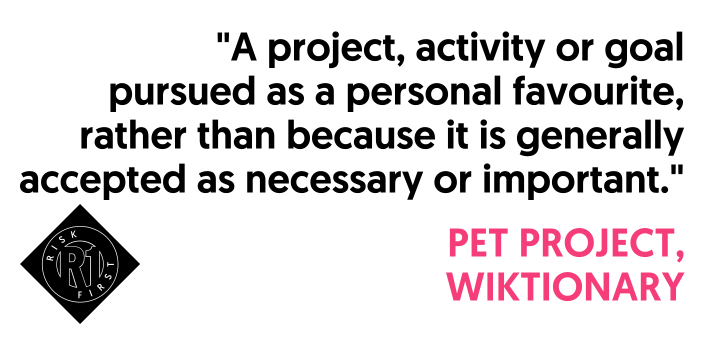 "A project, activity or goal
pursued as a personal favourite,
rather than because it is generally
accepted as necessary or important."
PET PROJECT,
WIKTIONARY
RISK
R1
FIRST